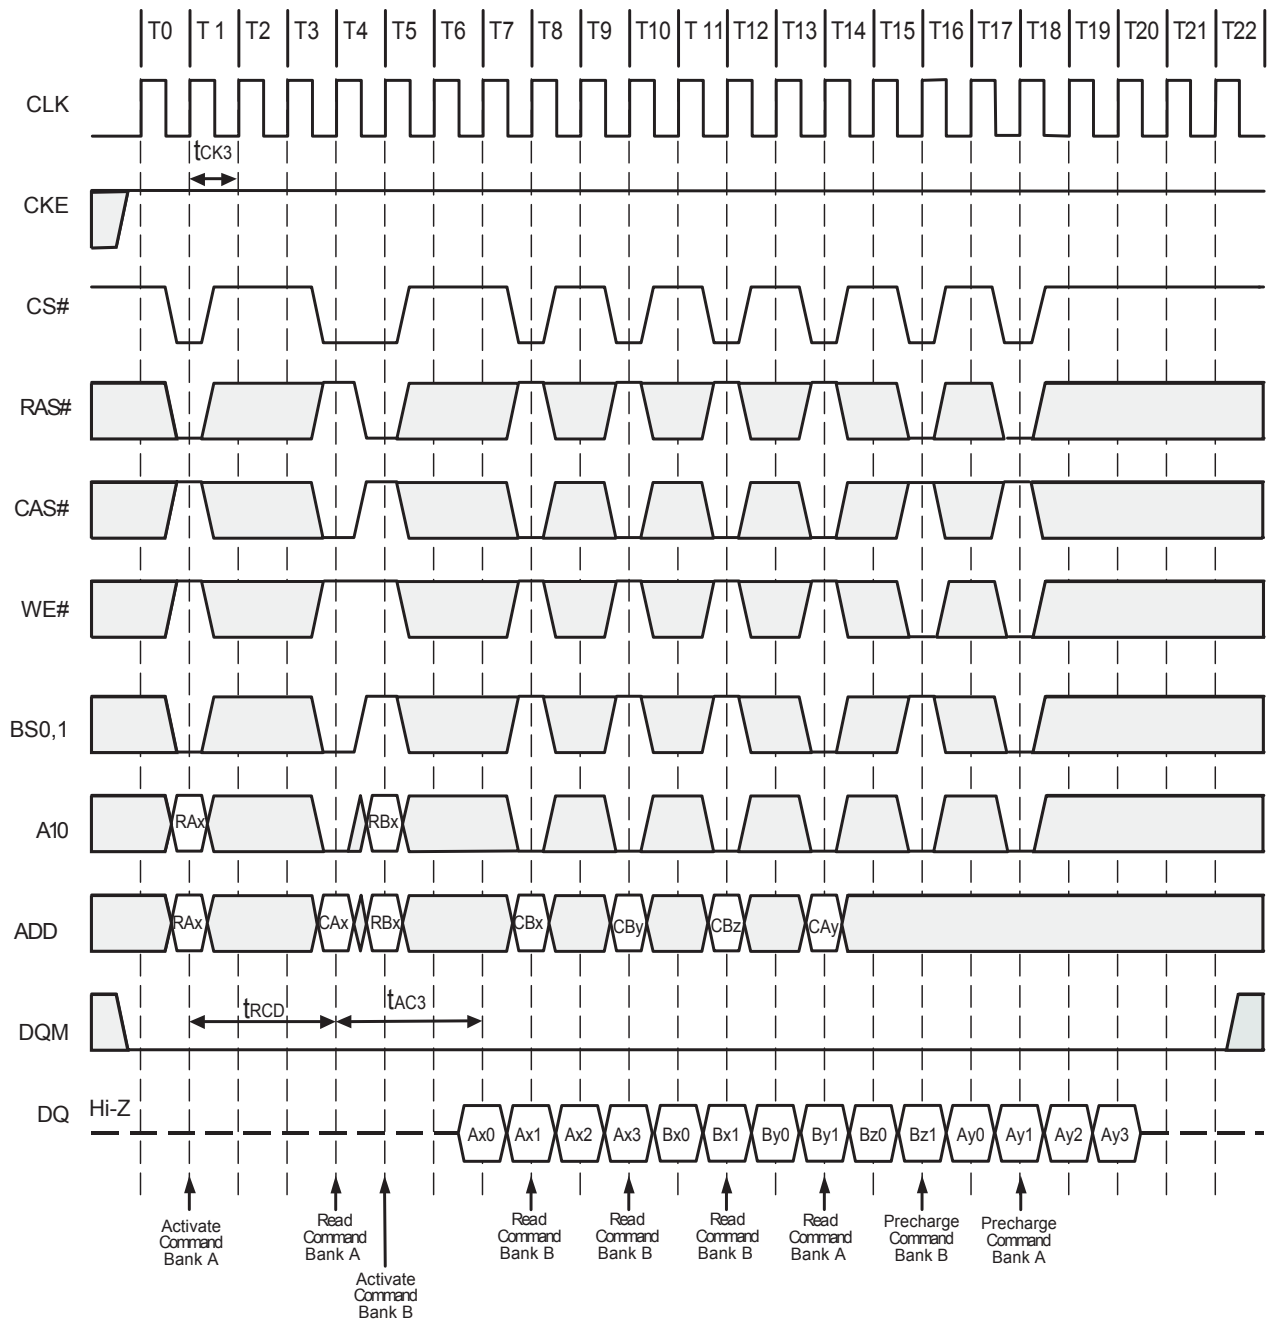 T0 T 1 T2 T3 T4 T5 T6 T7 T8 T9 T10 T 11 T12 T13 T14 T15 T16 T17 T18 T19 T20 T21 T22
CLK
tCK3
CKE
CS#
RAS#
CAS#
WE#
BS0,1
A10 RAx RBx
ADD RAx CAx RBx CBx CBy CBz CAy
DQM tRCD tAC3
DQ Hi-Z Ax0 Ax1 Ax2 Ax3 Bx0 Bx1 By0 By1 Bz0 Bz1 Ay0 Ay1 Ay2 Ay3
Activate
Command
Bank A
Read
Command
Bank A
Activate
Command
Bank B
Read
Command
Bank B
Read
Command
Bank B
Read
Command
Bank B
Read
Command
Bank A
Precharge
Command
Bank B
Precharge
Command
Bank A